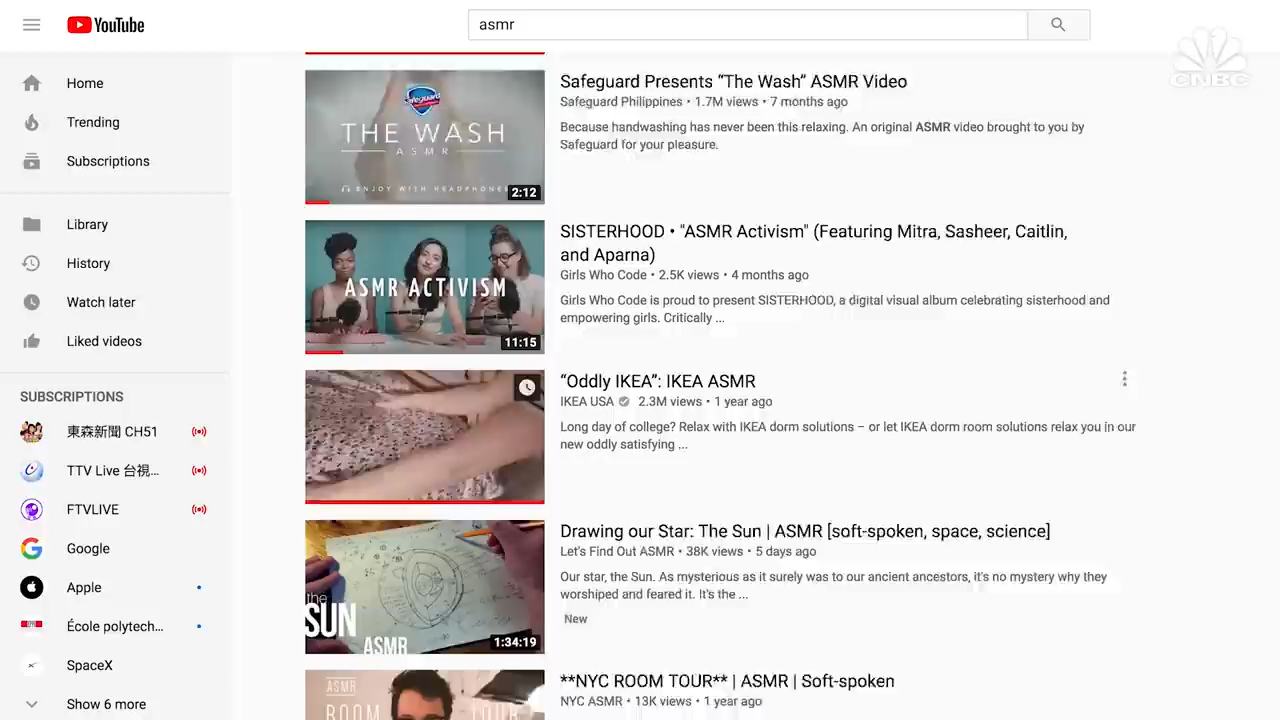 YouTube
asmr
CNBC
Home
Trending
Subscriptions
Library
History
Watch later
Liked videos
SUBSCRIPTIONS
東森新聞 CH51
TTV Live 台視...
FTVLIVE
Google
Apple
École polytech...
SpaceX
Show 6 more
Safeguard
THE WASH
ASMR
ENJOY WITH HEADPHONES
2:12
Safeguard Presents “The Wash” ASMR Video
Safeguard Philippines • 1.7M views • 7 months ago
Because handwashing has never been this relaxing. An original ASMR video brought to you by
Safeguard for your pleasure.
ASMR ACTIVISM
11:15
SISTERHOOD • "ASMR Activism" (Featuring Mitra, Sasheer, Caitlin,
and Aparna)
Girls Who Code • 2.5K views • 4 months ago
Girls Who Code is proud to present SISTERHOOD, a digital visual album celebrating sisterhood and
empowering girls. Critically ...
“Oddly IKEA”: IKEA ASMR
IKEA USA 2.3M views • 1 year ago
Long day of college? Relax with IKEA dorm solutions – or let IKEA dorm room solutions relax you in our
new oddly satisfying ...
the
SUN
ASMR
1:34:19
Drawing our Star: The Sun | ASMR [soft-spoken, space, science]
Let's Find Out ASMR • 38K views • 5 days ago
Our star, the Sun. As mysterious as it surely was to our ancient ancestors, it's no mystery why they
worshiped and feared it. It's the ...
New
ASMR
ROOM TOUR
**NYC ROOM TOUR** | ASMR | Soft-spoken
NYC ASMR • 13K views • 1 year ago